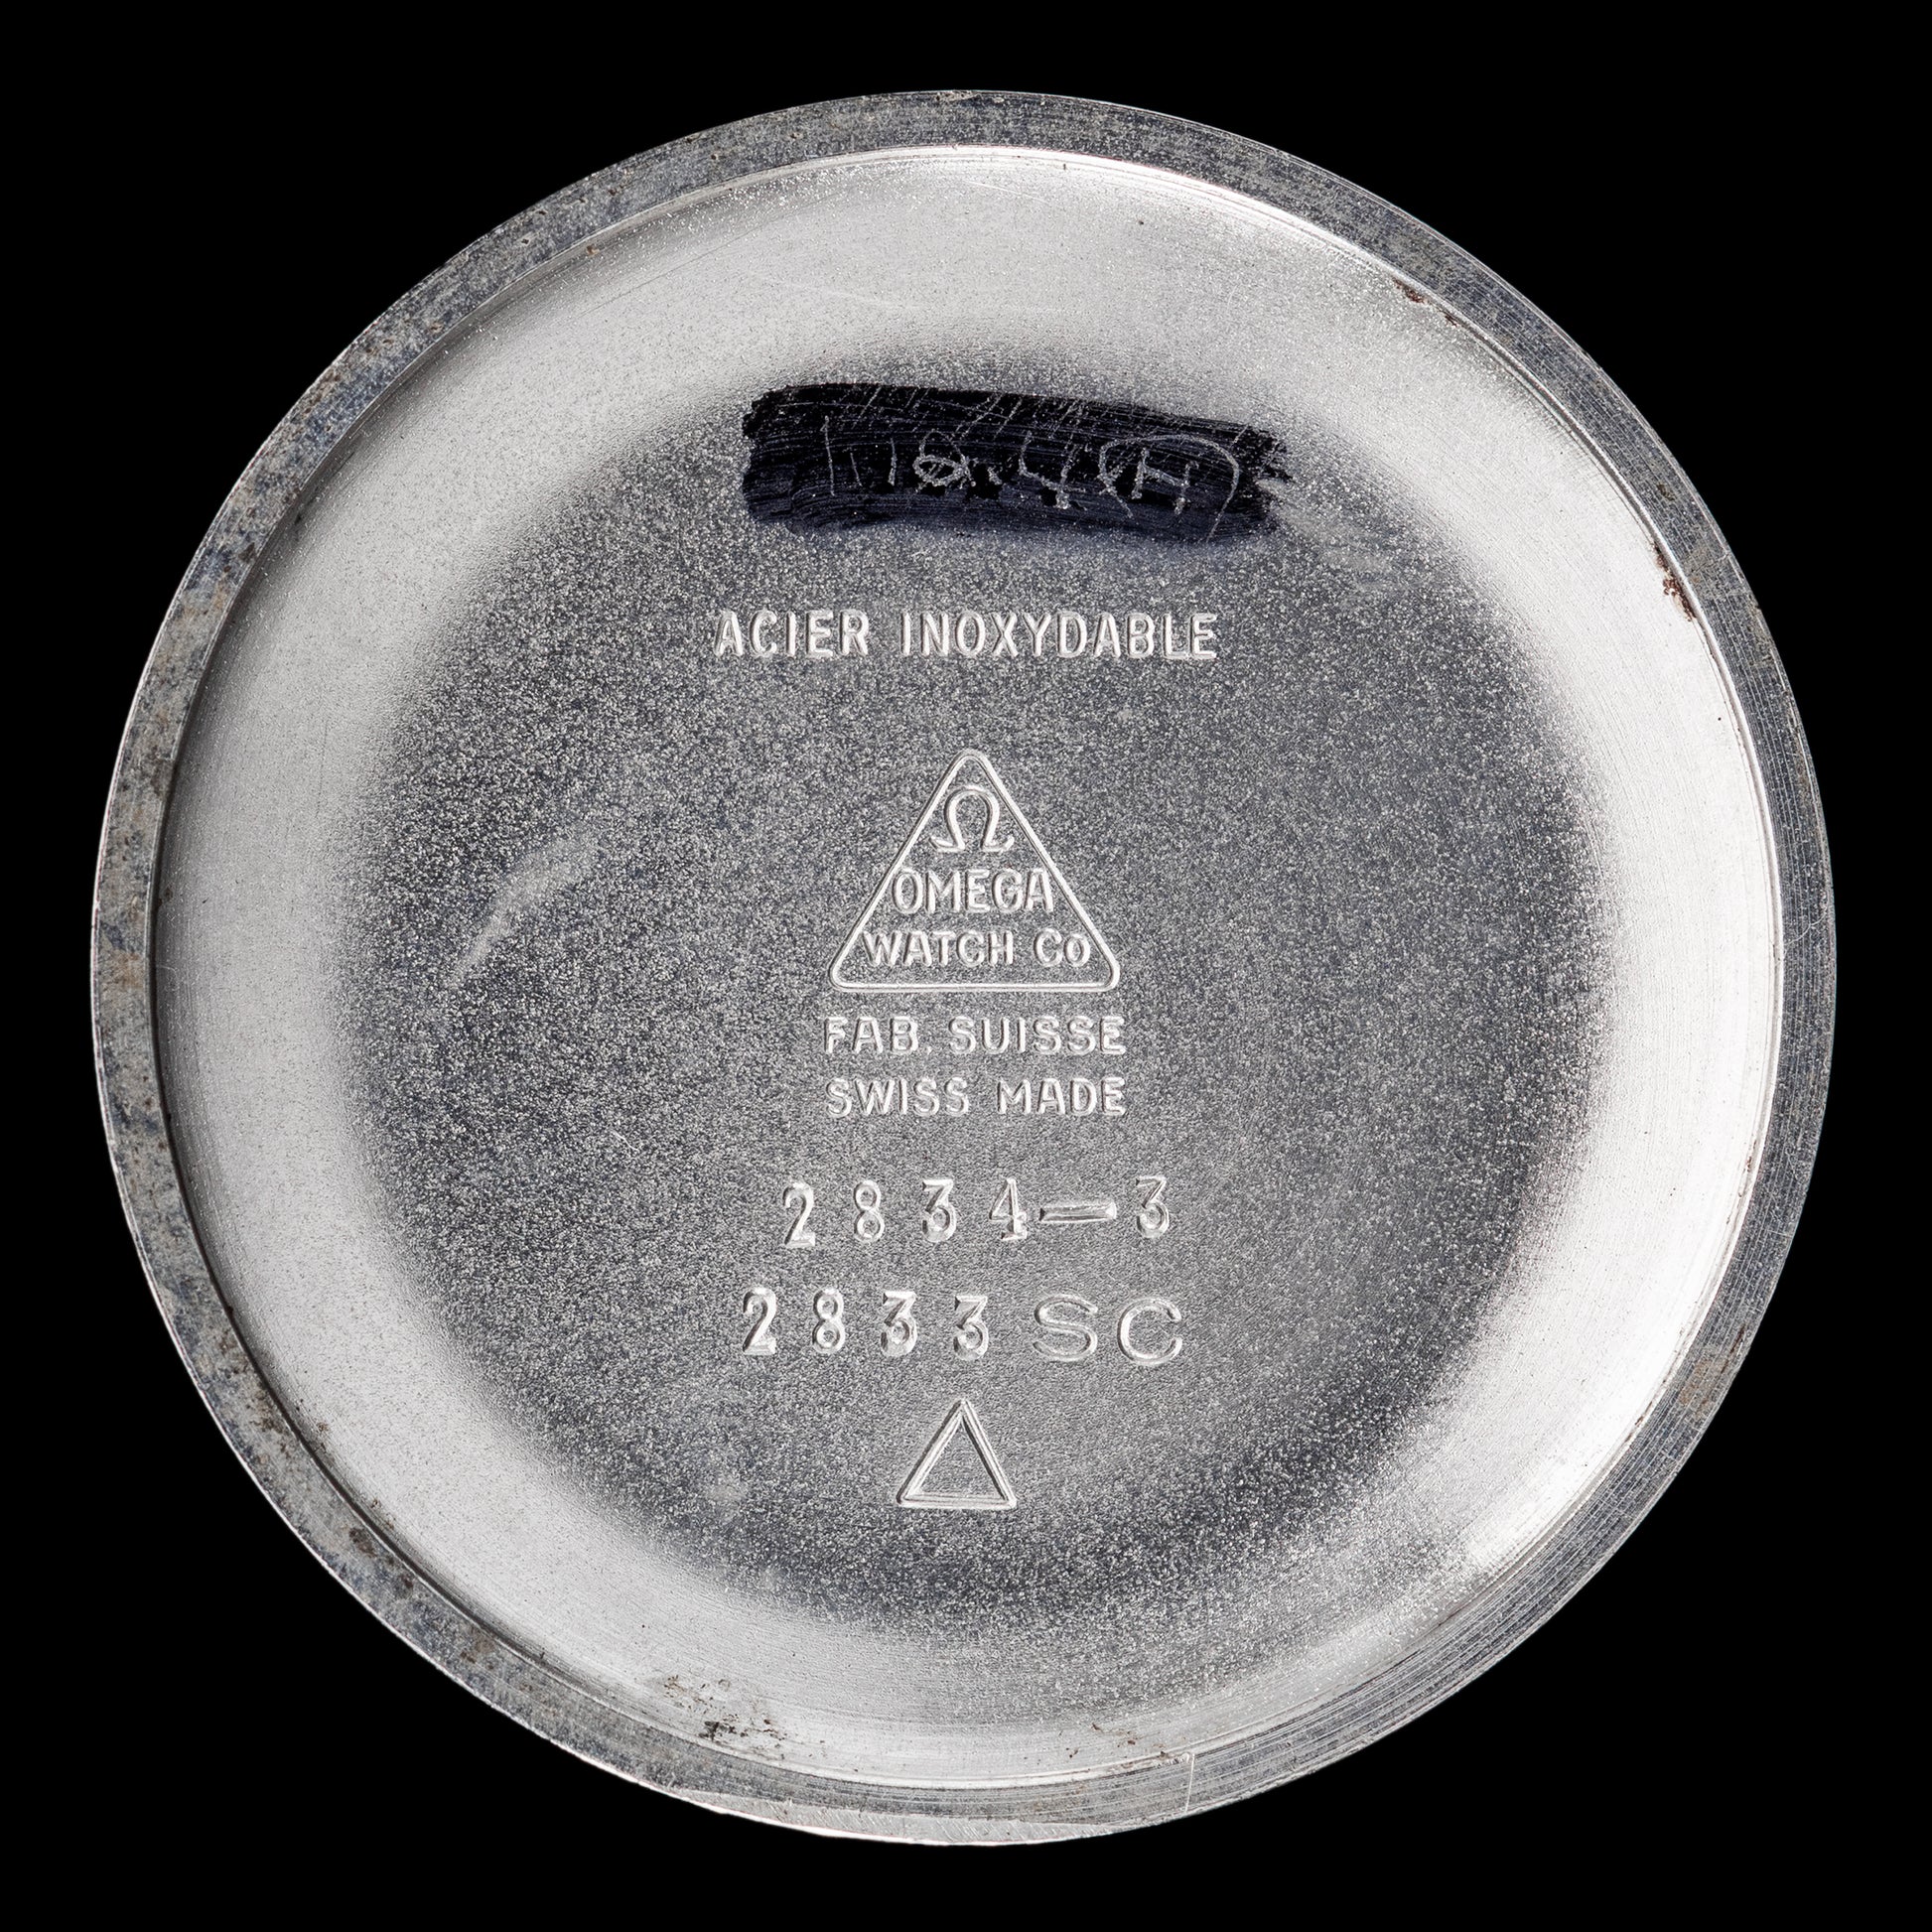 ACIER INOXYDABLE
Ω
OMEGA
WATCH Co
FAB. SUISSE
SWISS MADE
2834-3
2833 SC